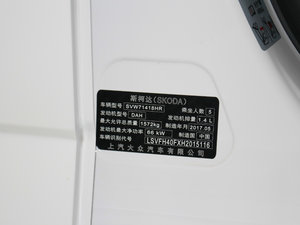 斯柯达(SKODA)
车辆型号 SVW71418HR 乘坐人数 5
发动机型号 DAH 发动机排量 1.4 L
最大允许总质量 1572kg 制造年月 2017.05
发动机最大净功率 66 kW 制造国 中国
车辆识别代号 LSVFH40FXH2015116
上汽大众汽车有限公司